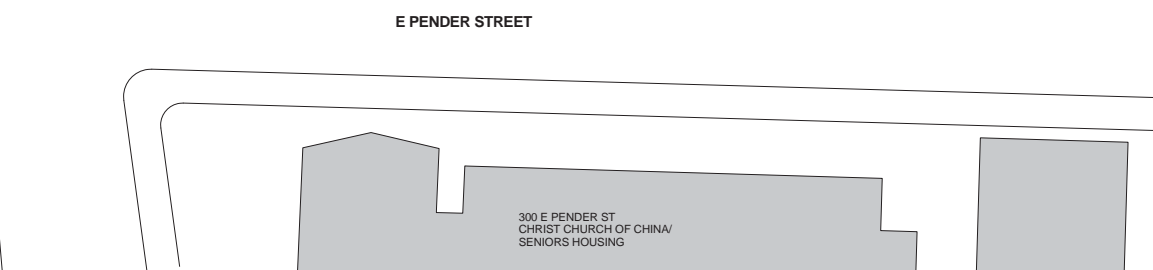 E PENDER STREET
300 E PENDER ST
CHRIST CHURCH OF CHINA/
SENIORS HOUSING